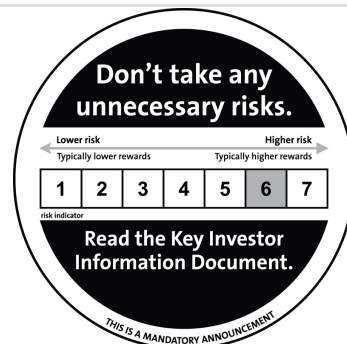 Don't take any
unnecessary risks.
Lower risk Higher risk
Typically lower rewards Typically higher rewards
1 2 3 4 5 6 7
risk indicator
Read the Key Investor
Information Document.
THIS IS A MANDATORY ANNOUNCEMENT